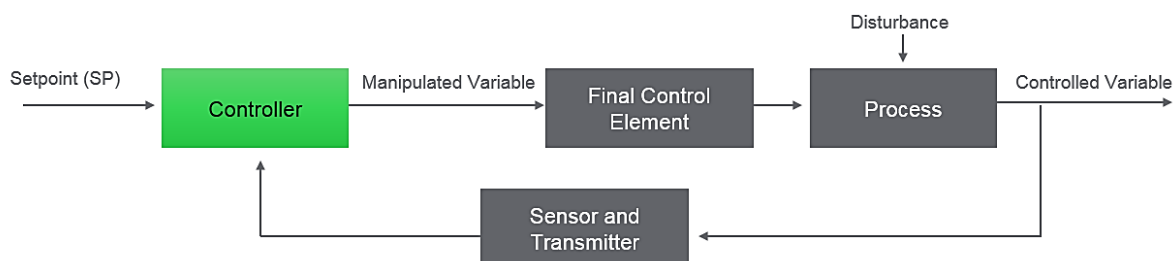 Disturbance
Setpoint (SP)
Manipulated Variable
Controlled Variable
Controller
Final Control
Element
Process
Sensor and
Transmitter